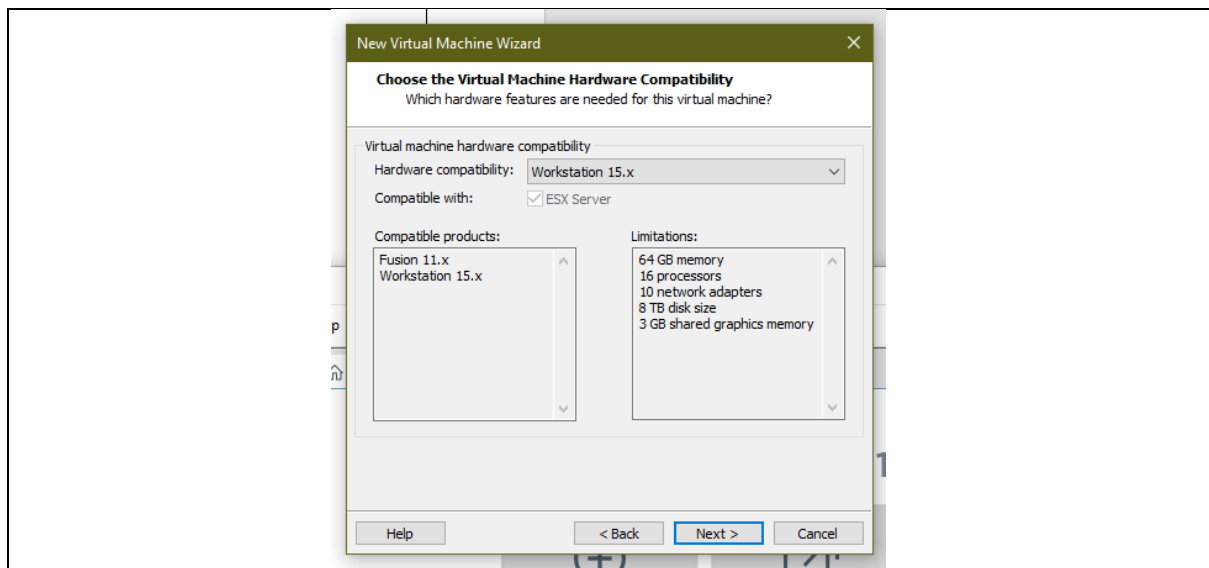 New Virtual Machine Wizard
Choose the Virtual Machine Hardware Compatibility
Which hardware features are needed for this virtual machine?
Virtual machine hardware compatibility
Hardware compatibility: Workstation 15.x
Compatible with: ESX Server
Compatible products:
Fusion 11.x
Workstation 15.x
Limitations:
64 GB memory
16 processors
10 network adapters
8 TB disk size
3 GB shared graphics memory
p
1
Help < Back Next > Cancel